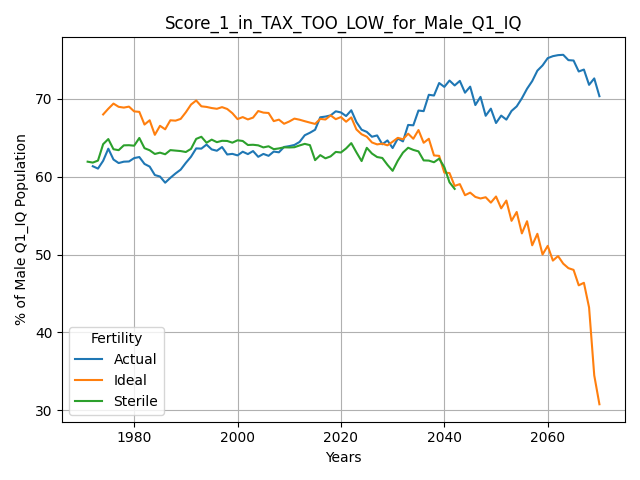 Score_1_in_TAX_TOO_LOW_for_Male_Q1_IQ
% of Male Q1_IQ Population
70
60
50
40
30
Fertility
Actual
Ideal
Sterile
1980
2000
2020
2040
2060
Years